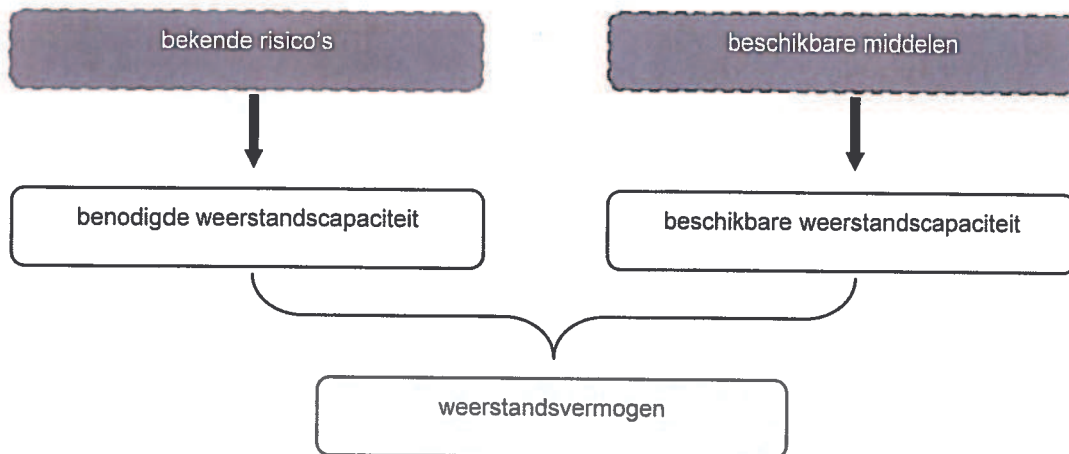 bekende risico's
beschikbare middelen
benodigde weerstandscapaciteit
beschikbare weerstandscapaciteit
weerstandsvermogen